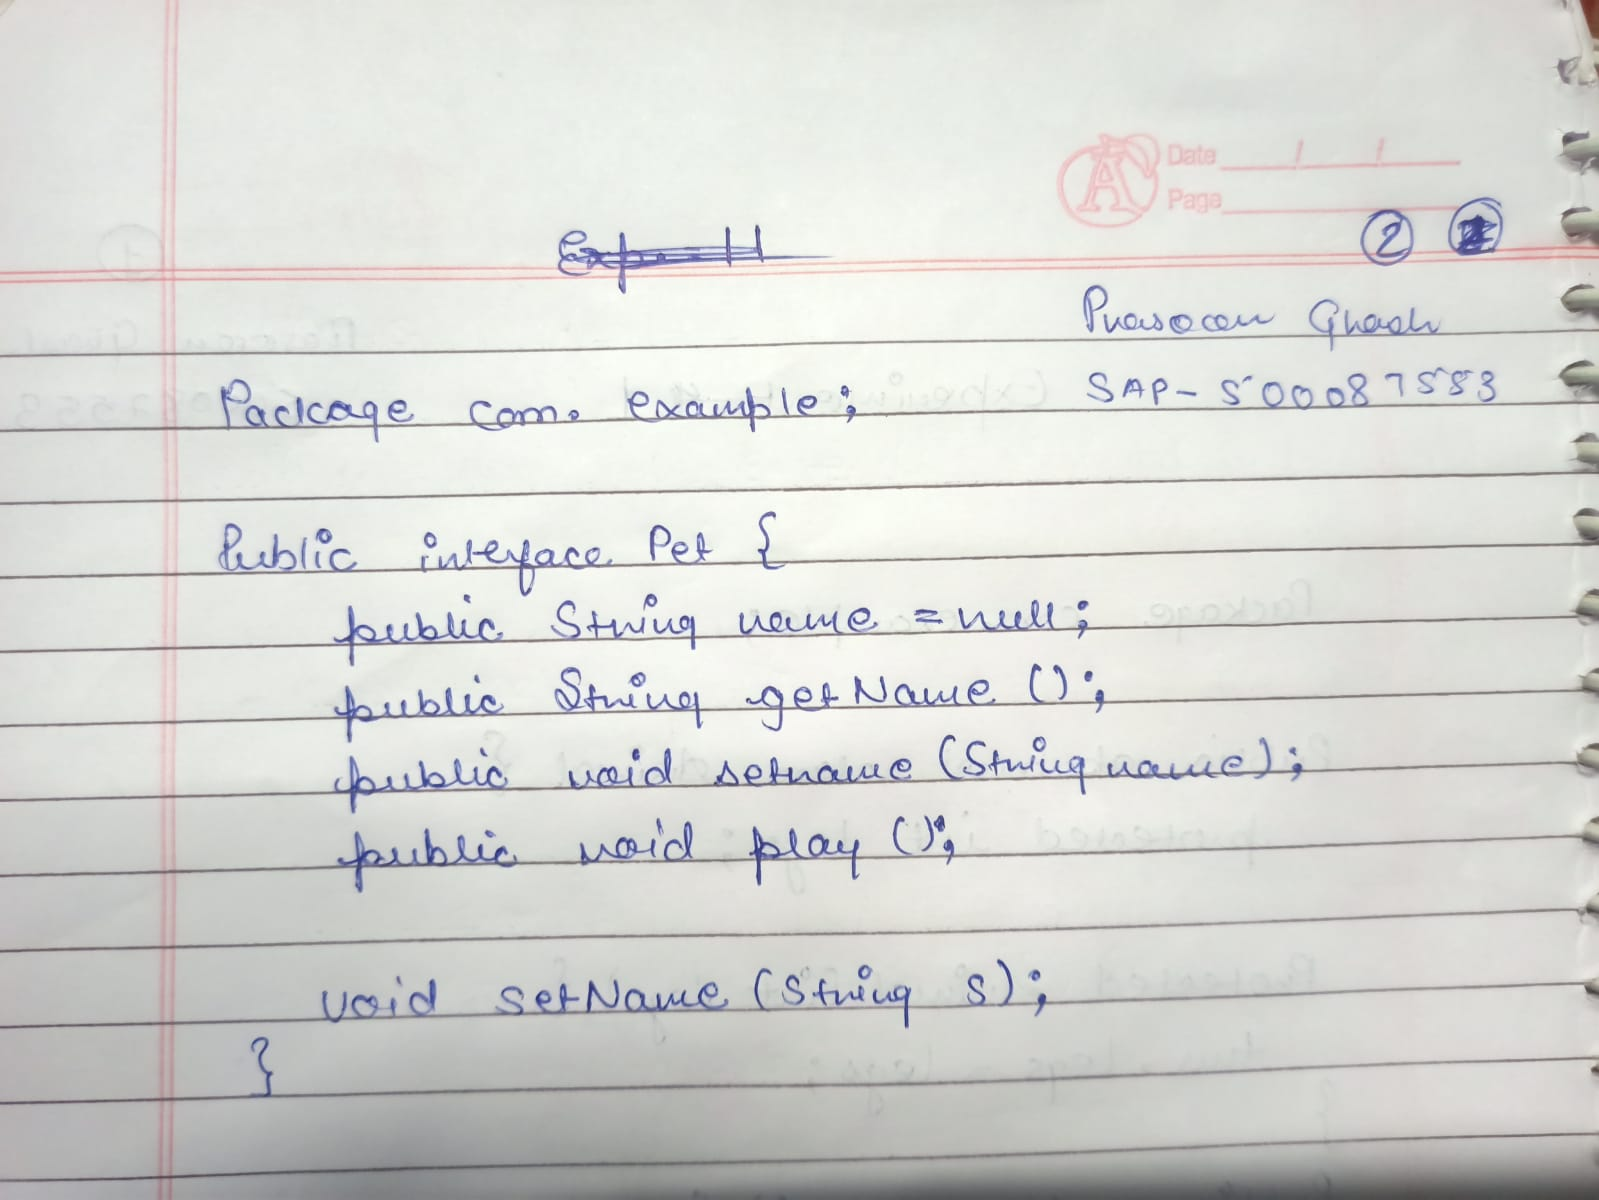 Date
Page
2
Prasoon Ghosh
SAP- 500087553
Package com. example;
Public interface Pet {
public String name = null;
public String getName ();
public void setname (String name);
public void play ();
void setName (String s);
}